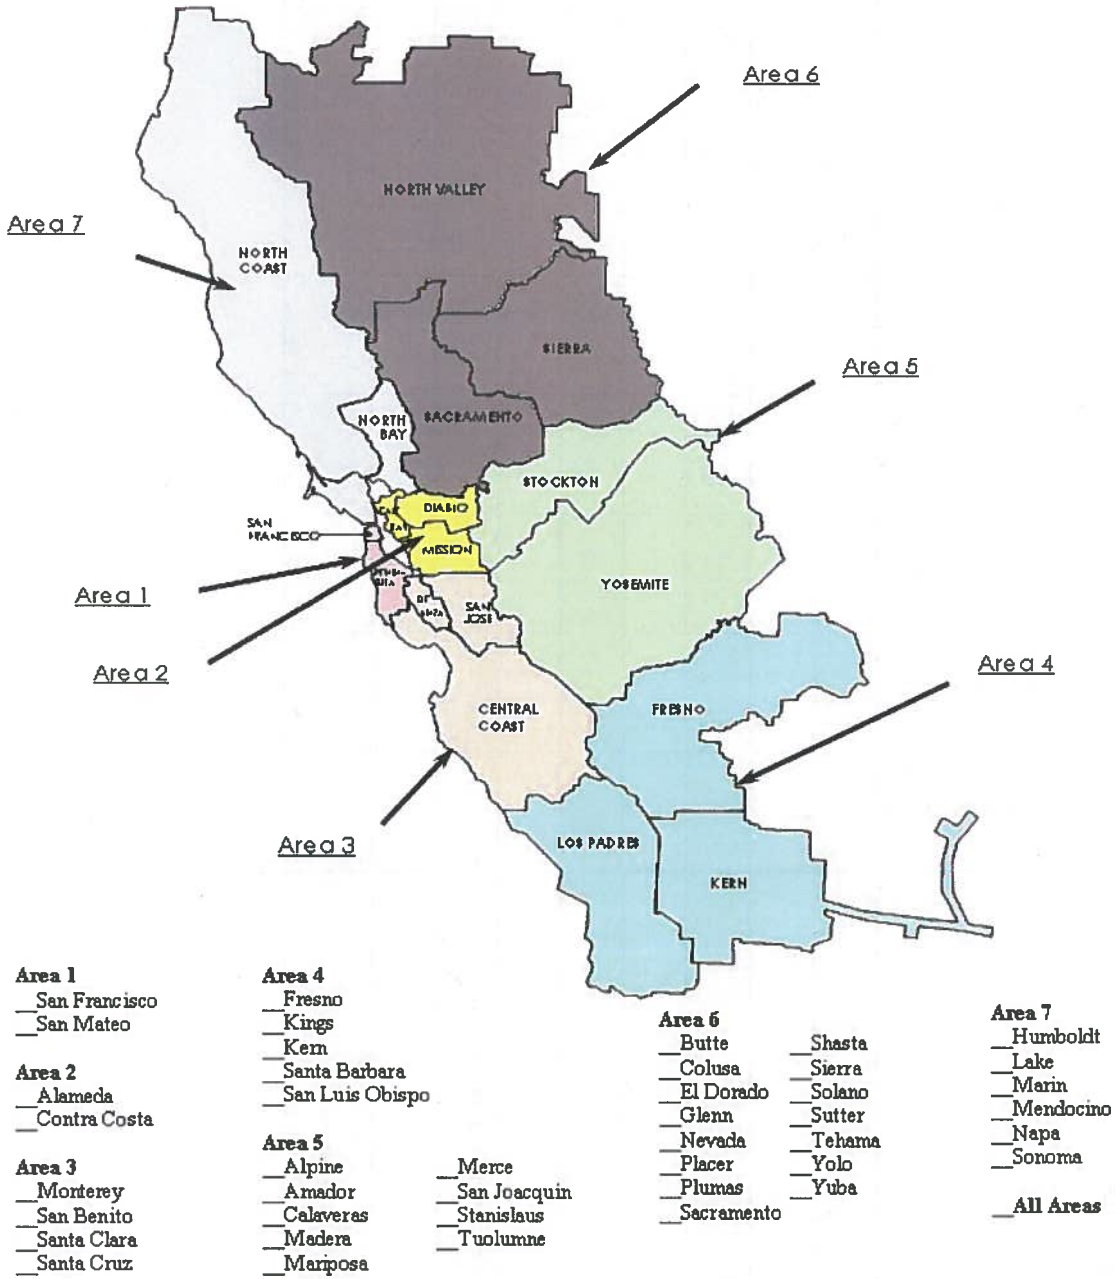 Area 6
NORTH VALLEY
Area 7
NORTH
COAST
SIERRA
Area 5
SACRAMENTO
NORTH
BAY
STOCKTON
DIABLO
SAN
FRANCISCO
MISSION
YOSEMITE
Area 1
DE
SAN
JOSE
Area 2
Area 4
CENTRAL
COAST
FRESNO
Area 3
LOS PADRES
KERN
Area 1
__San Francisco
__San Mateo
Area 2
__Alameda
__Contra Costa
Area 3
__Monterey
__San Benito
__Santa Clara
__Santa Cruz
Area 4
__Fresno
__Kings
__Kern
__Santa Barbara
__San Luis Obispo
Area 5
__Alpine
__Amador
__Calaveras
__Madera
__Mariposa
__Merce
__San Joacquin
__Stanislaus
__Tuolumne
Area 6
__Butte
__Colusa
__El Dorado
__Glenn
__Nevada
__Placer
__Plumas
__Sacramento
__Shasta
__Sierra
__Solano
__Sutter
__Tehama
__Yolo
__Yuba
Area 7
__Humboldt
__Lake
__Marin
__Mendocino
__Napa
__Sonoma
__All Areas